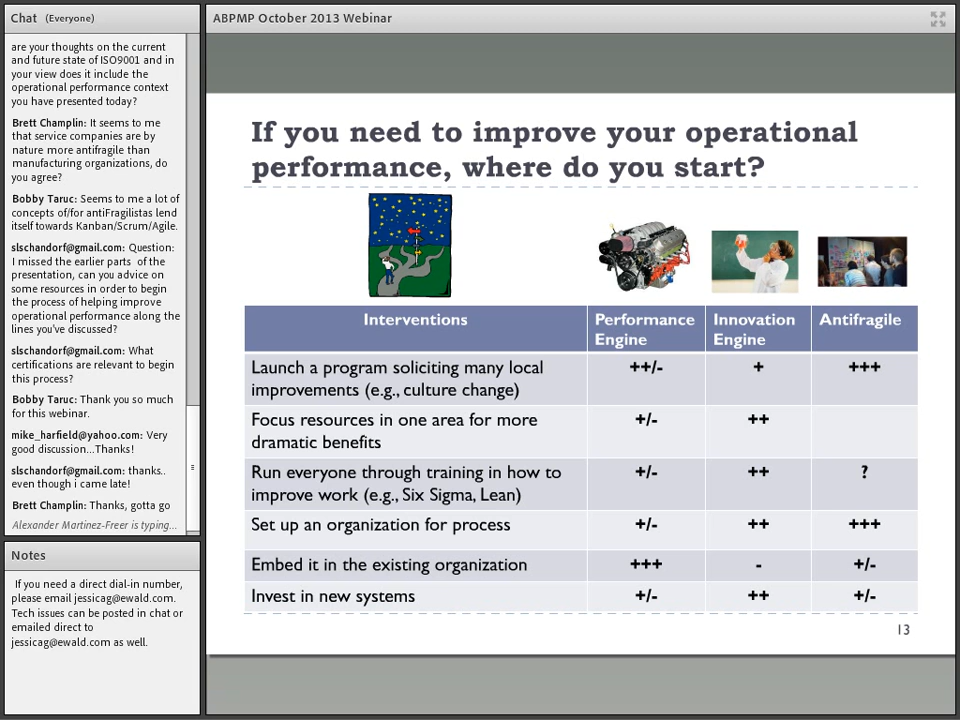 Chat (Everyone)
are your thoughts on the current
and future state of ISO9001 and in
your view does it include the
operational performance context
you have presented today?
Brett Champlin: It seems to me
that service companies are by
nature more antifragile than
manufacturing organizations, do
you agree?
Bobby Taruc: Seems to me a lot of
concepts of/for antiFragilistas lend
itself towards Kanban/Scrum/Agile.
slschandorf@gmail.com: Question:
I missed the earlier parts of the
presentation, can you advice on
some resources in order to begin
the process of helping improve
operational performance along the
lines you've discussed?
slschandorf@gmail.com: What
certifications are relevant to begin
this process?
Bobby Taruc: Thank you so much
for this webinar.
mike_harfield@yahoo.com: Very
good discussion...Thanks!
slschandorf@gmail.com: thanks..
even though i came late!
Brett Champlin: Thanks, gotta go
Alexander Martinez-Freer is typing...
Notes
If you need a direct dial-in number,
please email jessicag@ewald.com.
Tech issues can be posted in chat or
emailed direct to
jessicag@ewald.com as well.
ABPMP October 2013 Webinar
If you need to improve your operational
performance, where do you start?
Interventions Performance Engine Innovation Engine Antifragile
Launch a program soliciting many local
improvements (e.g., culture change) ++/- + +++
Focus resources in one area for more
dramatic benefits +/- ++
Run everyone through training in how to
improve work (e.g., Six Sigma, Lean) +/- ++ ?
Set up an organization for process +/- ++ +++
Embed it in the existing organization +++ - +/-
Invest in new systems +/- ++ +/-
13